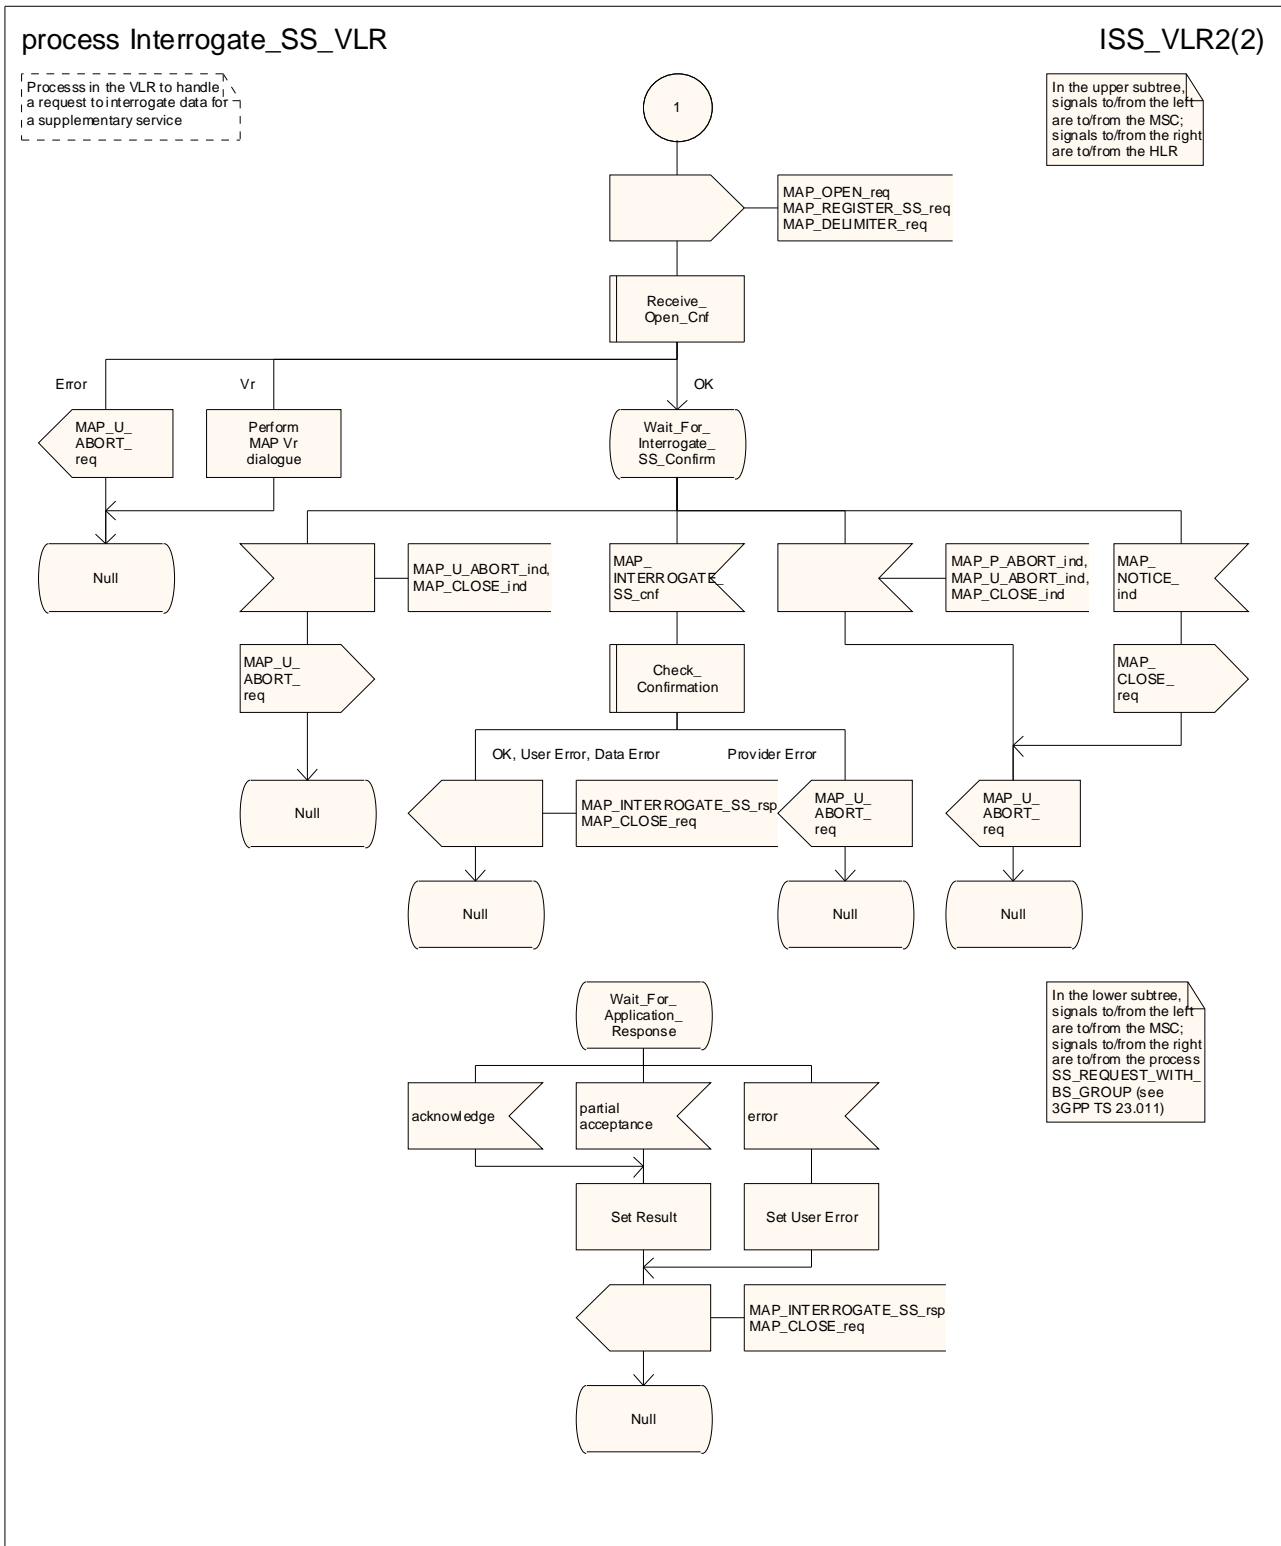 process Interrogate_SS_VLR
ISS_VLR2(2)
Processs in the VLR to handle
a request to interrogate data for
a supplementary service
1
In the upper subtree,
signals to/from the left
are to/from the MSC;
signals to/from the right
are to/from the HLR
MAP_OPEN_req
MAP_REGISTER_SS_req
MAP_DELIMITER_req
Receive_
Open_Cnf
Error
Vr
OK
MAP_U_
ABORT_
req
Perform
MAP Vr
dialogue
Wait_For_
Interrogate_
SS_Confirm
Null
MAP_U_ABORT_ind,
MAP_CLOSE_ind
MAP_
INTERROGATE_
SS_cnf
MAP_P_ABORT_ind,
MAP_U_ABORT_ind,
MAP_CLOSE_ind
MAP_
NOTICE_
ind
MAP_U_
ABORT_
req
Check_
Confirmation
MAP_
CLOSE_
req
OK, User Error, Data Error
Provider Error
Null
MAP_INTERROGATE_SS_rsp
MAP_CLOSE_req
MAP_U_
ABORT_
req
MAP_U_
ABORT_
req
Null
Null
Null
Wait_For_
Application_
Response
In the lower subtree,
signals to/from the left
are to/from the MSC;
signals to/from the right
are to/from the process
SS_REQUEST_WITH_
BS_GROUP (see
3GPP TS 23.011)
acknowledge
partial
acceptance
error
Set Result
Set User Error
MAP_INTERROGATE_SS_rsp
MAP_CLOSE_req
Null